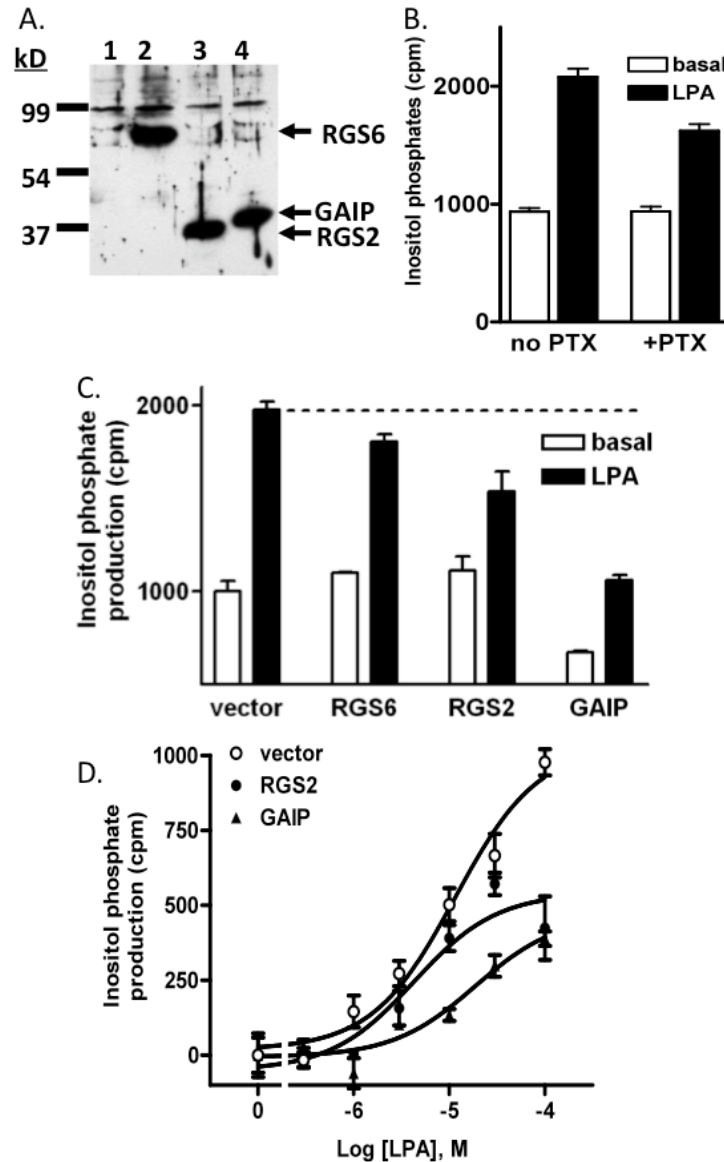 A.
kD
1 2 3 4
99
54
37
RGS6
GAIP
RGS2
B.
Inositol phosphates (cpm)
2000
1000
0
basal
LPA
no PTX
+PTX
C.
Inositol phosphate
production (cpm)
2000
1000
basal
LPA
vector
RGS6
RGS2
GAIP
D.
Inositol phosphate
production (cpm)
1000
750
500
250
0
vector
RGS2
GAIP
0
-6
-5
-4
Log [LPA], M